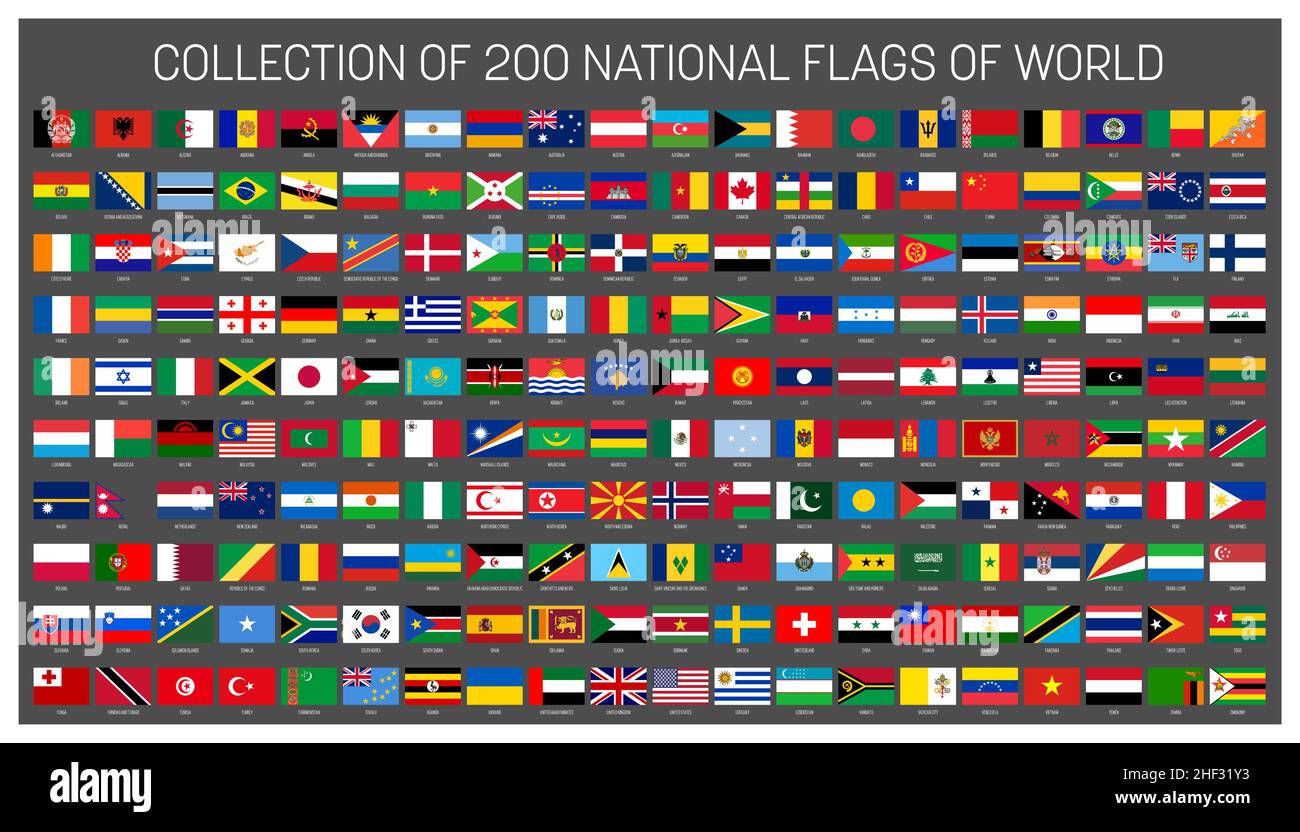 COLLECTION OF 200 NATIONAL FLAGS OF WORLD
AFGHANISTAN ALBANIA ALGERIA ANDORRA ANGOLA ANTIGUA AND BARBUDA ARGENTINA ARMENIA AUSTRALIA AUSTRIA AZERBAIJAN BAHAMAS BAHRAIN BANGLADESH BARBADOS BELARUS BELGIUM BELIZE BENIN BHUTAN
BOLIVIA BOSNIA AND HERZEGOVINA BOTSWANA BRAZIL BRUNEI BULGARIA BURKINA FASO BURUNDI CAPE VERDE CAMBODIA CAMEROON CANADA CENTRAL AFRICAN REPUBLIC CHAD CHILE CHINA COLOMBIA COMOROS COOK ISLANDS COSTA RICA
CROATIA CUBA CYPRUS CZECH REPUBLIC DEMOCRATIC REPUBLIC OF THE CONGO DENMARK DJIBOUTI DOMINICA DOMINICAN REPUBLIC ECUADOR EGYPT EL SALVADOR EQUATORIAL GUINEA ERITREA ESTONIA ESWATINI ETHIOPIA FIJI FINLAND
FRANCE GABON GAMBIA GEORGIA GERMANY GHANA GREECE GRENADA GUATEMALA GUINEA GUINEA-BISSAU GUYANA HAITI HONDURAS HUNGARY ICELAND INDIA INDONESIA IRAN IRAQ
IRELAND ISRAEL ITALY JAMAICA JAPAN JORDAN KAZAKHSTAN KENYA KIRIBATI KOSOVO KUWAIT KYRGYZSTAN LAOS LATVIA LEBANON LESOTHO LIBERIA LIBYA LIECHTENSTEIN LITHUANIA
LUXEMBOURG MADAGASCAR MALAWI MALAYSIA MALDIVES MALI MALTA MARSHALL ISLANDS MAURITANIA MAURITIUS MEXICO MICRONESIA MOLDOVA MONACO MONGOLIA MONTENEGRO MOROCCO MOZAMBIQUE MYANMAR NAMIBIA
NAURU NEPAL NETHERLANDS NEW ZEALAND NICARAGUA NIGER NIGERIA NORTHERN CYPRUS NORTH KOREA NORTH MACEDONIA NORWAY OMAN PAKISTAN PALAU PALESTINE PANAMA PAPUA NEW GUINEA PARAGUAY PERU PHILIPPINES
POLAND PORTUGAL QATAR REPUBLIC OF THE CONGO ROMANIA RUSSIA RWANDA SAHRAWI ARAB DEMOCRATIC REPUBLIC SAINT KITTS AND NEVIS SAINT LUCIA SAINT VINCENT AND THE GRENADINES SAMOA SAN MARINO SÃO TOMÉ AND PRÍNCIPE SAUDI ARABIA SENEGAL SERBIA SEYCHELLES SIERRA LEONE SINGAPORE
SLOVENIA SOLOMON ISLANDS SOMALIA SOUTH AFRICA SOUTH KOREA SOUTH SUDAN SPAIN SRI LANKA SUDAN SURINAME SWEDEN SWITZERLAND SYRIA TAIWAN TAJIKISTAN TANZANIA THAILAND TIMOR-LESTE TOGO
TONGA TRINIDAD AND TOBAGO TUNISIA TURKEY TURKMENISTAN TUVALU UGANDA UKRAINE UNITED ARAB EMIRATES UNITED KINGDOM UNITED STATES URUGUAY UZBEKISTAN VANUATU VATICAN CITY VENEZUELA VIETNAM YEMEN ZAMBIA ZIMBABWE
alamy
Image ID: 2HF31Y3
www.alamy.com